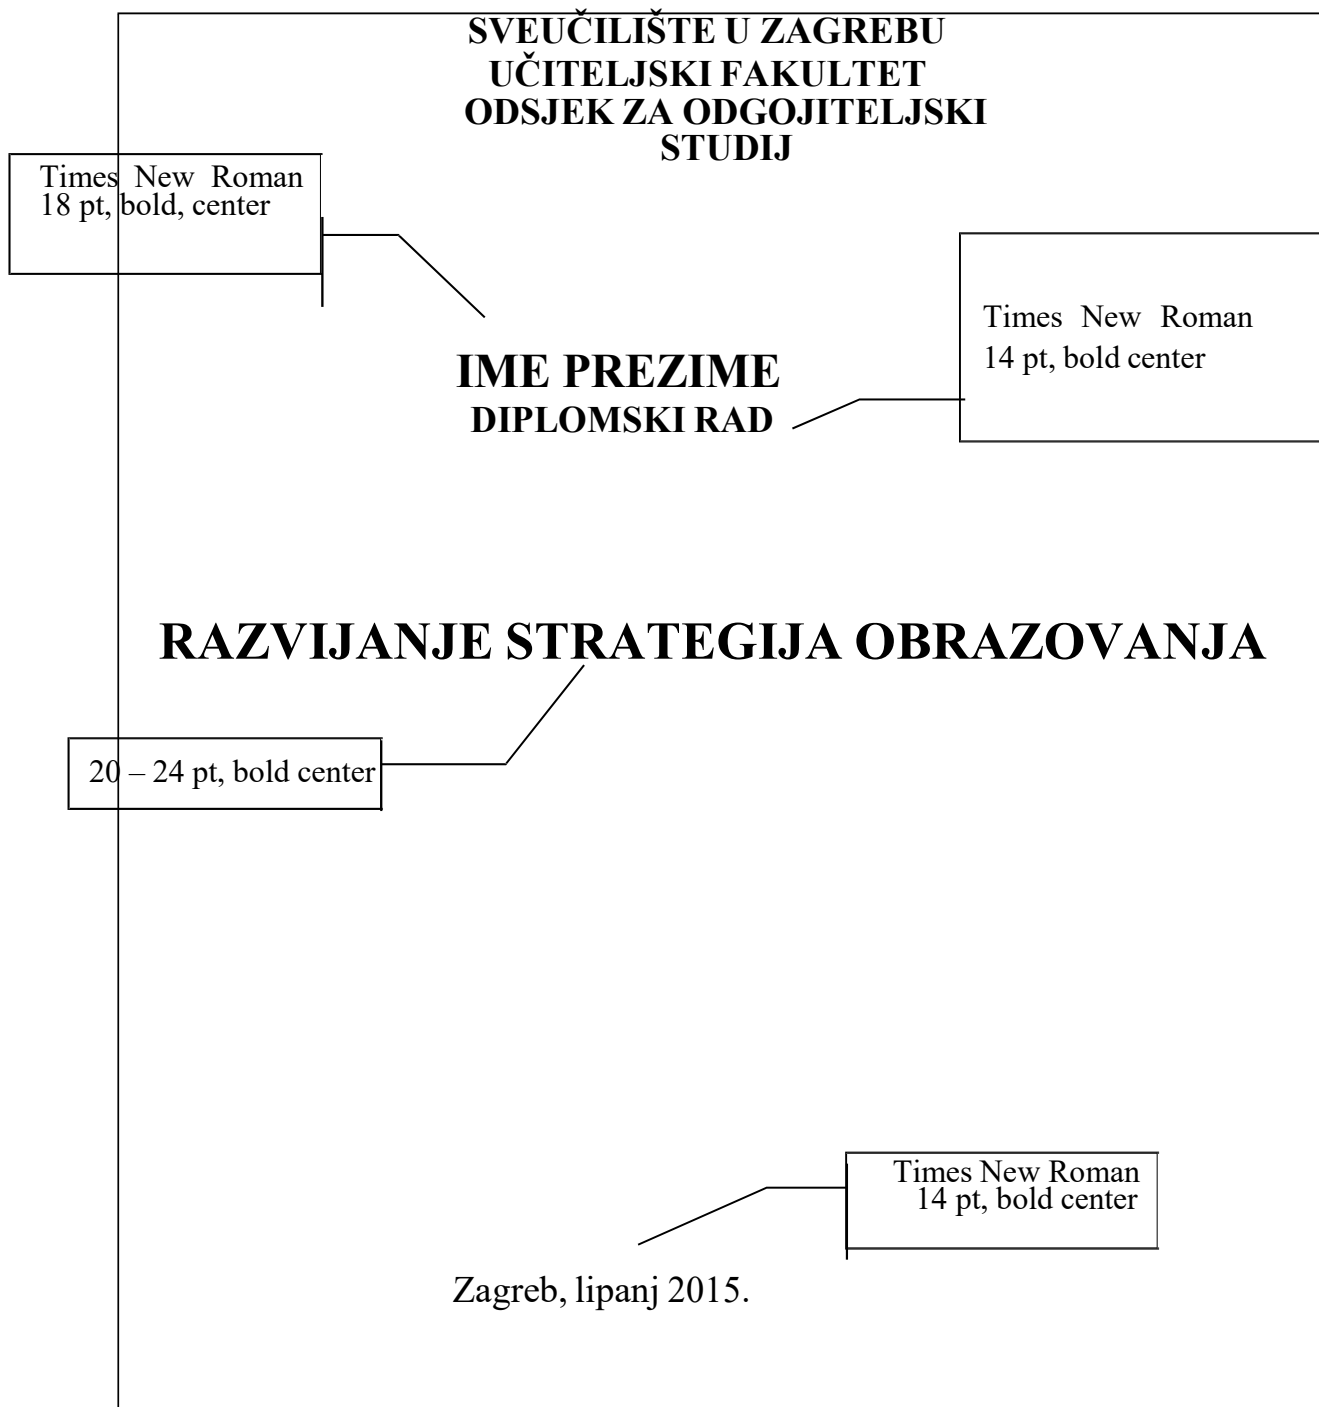 SVEUČILIŠTE U ZAGREBU
UČITELJSKI FAKULTET
ODSJEK ZA ODGOJITELJSKI
STUDIJ
Times New Roman
18 pt, bold, center
Times New Roman
14 pt, bold center
IME PREZIME
DIPLOMSKI RAD
RAZVIJANJE STRATEGIJA OBRAZOVANJA
20 – 24 pt, bold center
Times New Roman
14 pt, bold center
Zagreb, lipanj 2015.